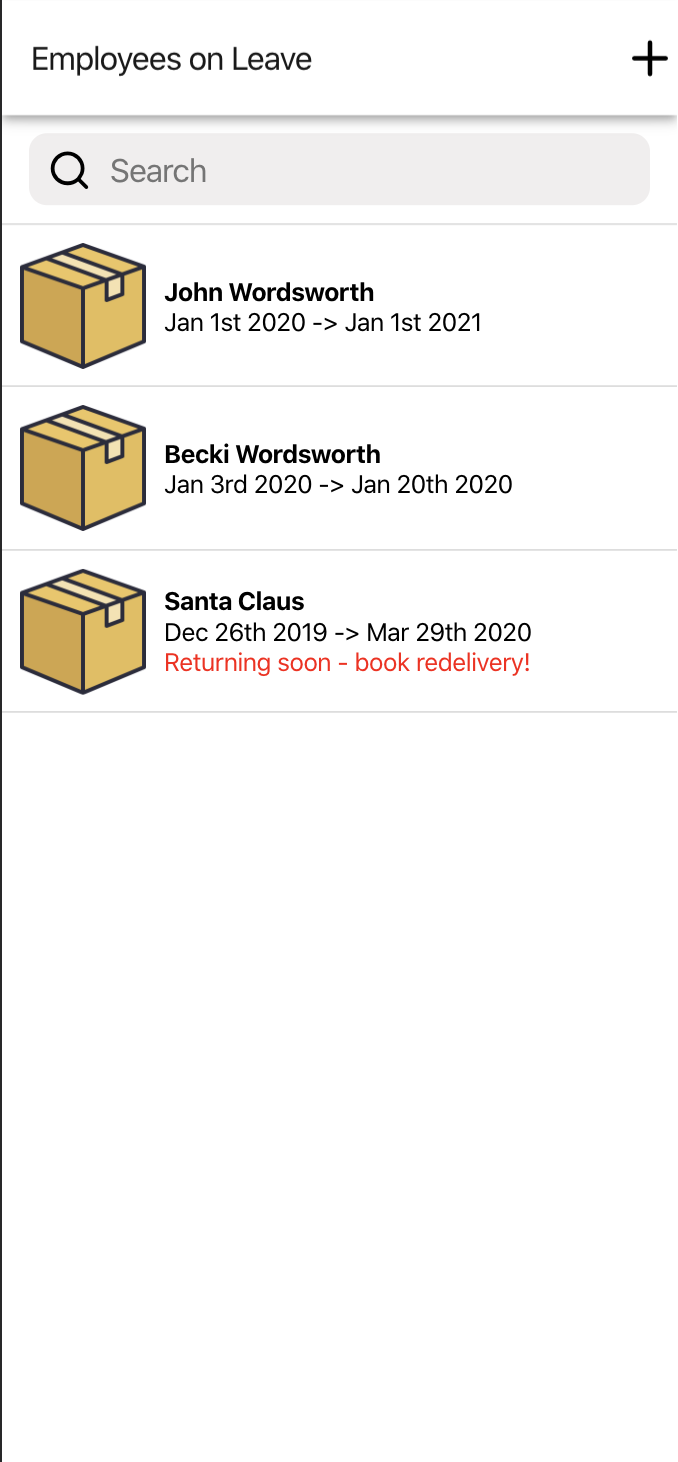 Employees on Leave
Search
John Wordsworth
Jan 1st 2020 -> Jan 1st 2021
Becki Wordsworth
Jan 3rd 2020 -> Jan 20th 2020
Santa Claus
Dec 26th 2019 -> Mar 29th 2020
Returning soon - book redelivery!